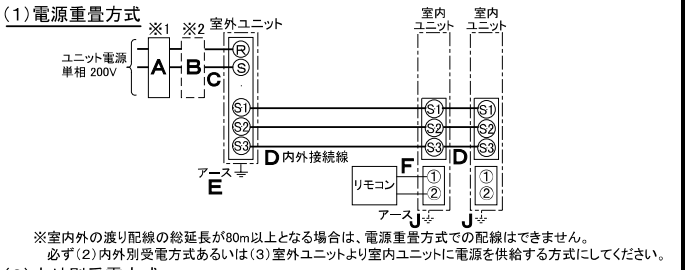 (1)電源重畳方式
※1 ※2 室外ユニット 室内ユニット 室内ユニット
ユニット電源
単相 200V
A B C
R
S
S1 S1 S1
S2 S2 S2
S3 S3 S3
D 内外接続線 D
アース
E
F
リモコン
① ①
② ②
アース J J
※室内外の渡り配線の総延長が80m以上となる場合は、電源重畳方式での配線はできません。
必ず(2)内外別受電方式あるいは(3)室外ユニットより室内ユニットに電源を供給する方式にしてください。